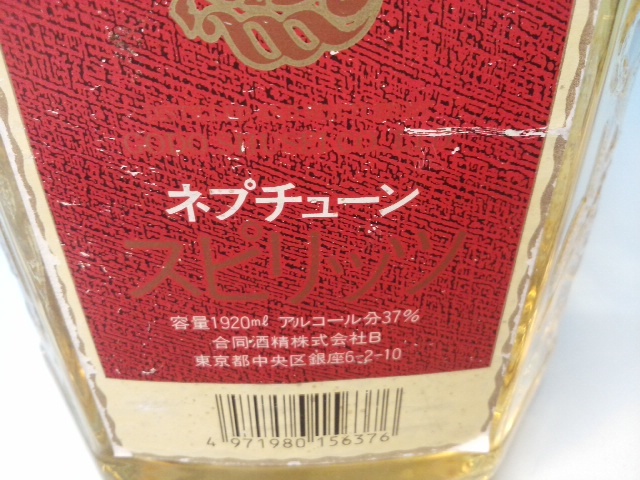 ネプチューン
スピリッツ
容量1920mℓ アルコール分37%
合同酒精株式会社B
東京都中央区銀座6-2-10
4 971980 156376